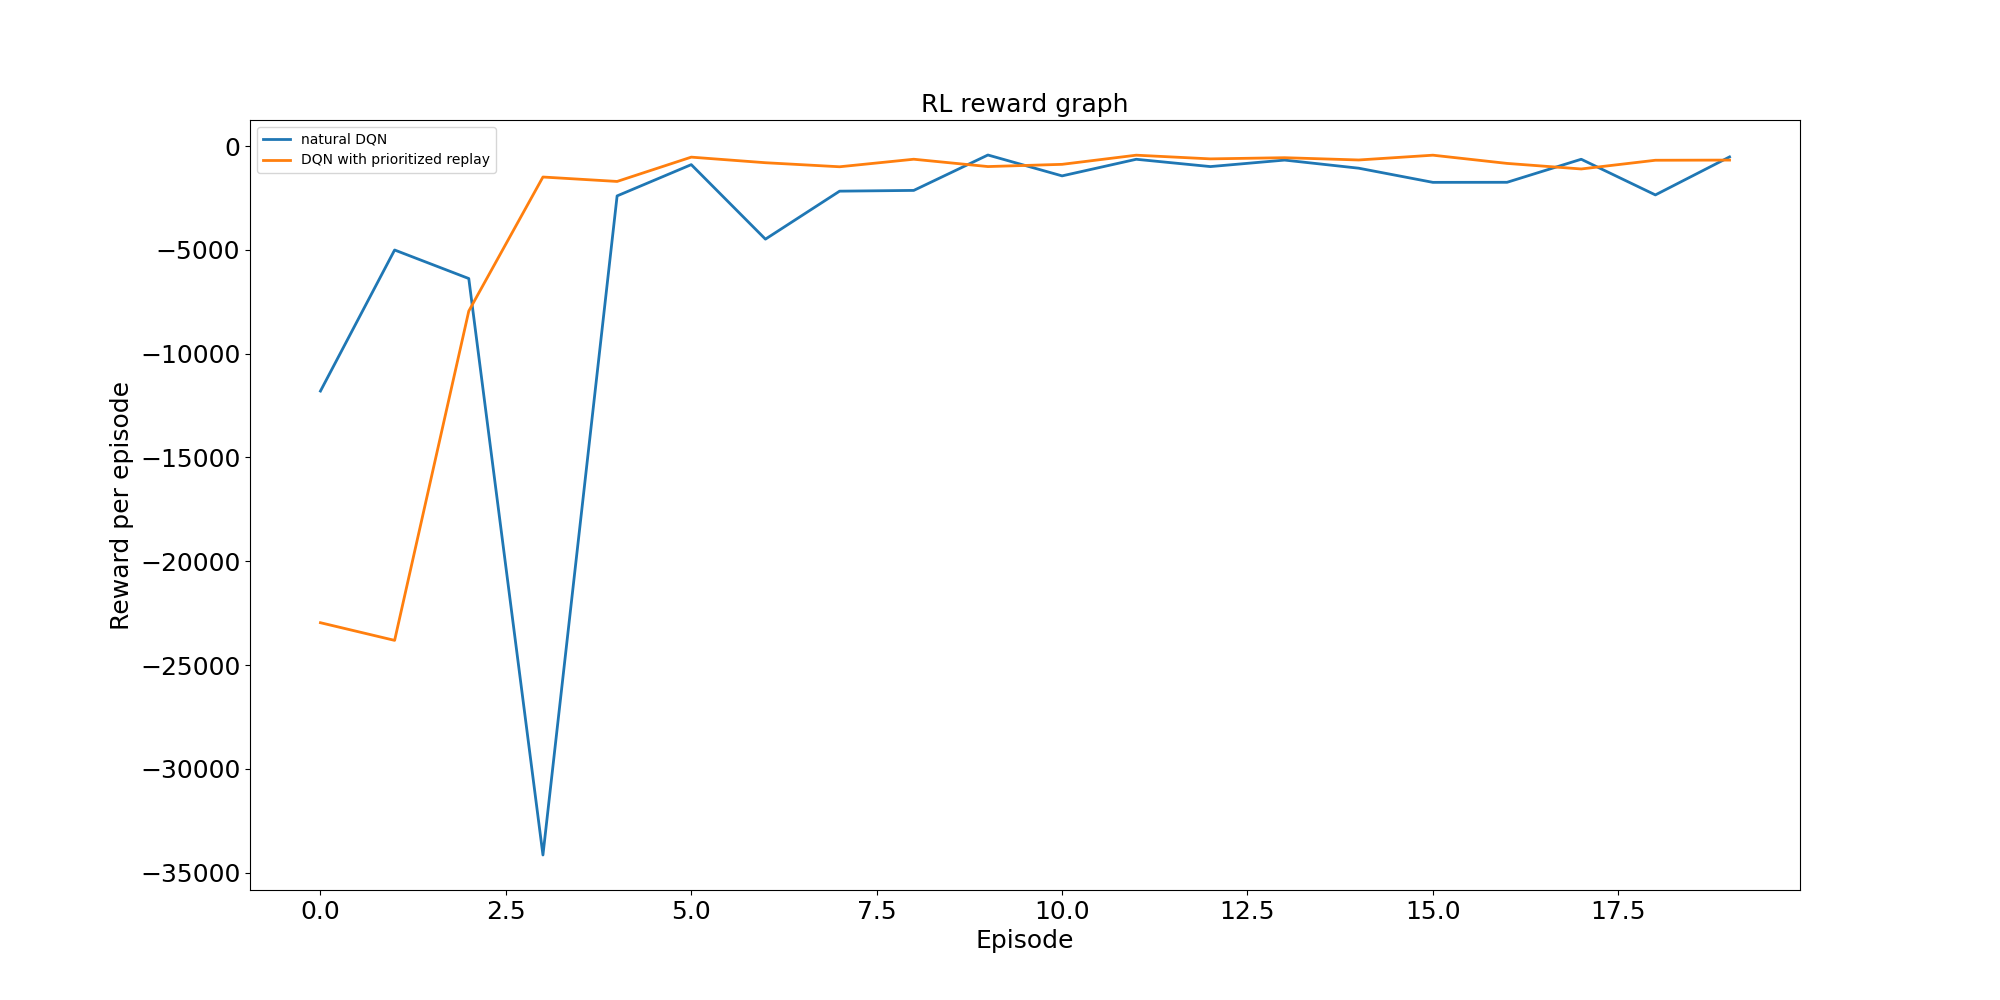 RL reward graph
natural DQN
DQN with prioritized replay
0
−5000
−10000
−15000
−20000
−25000
−30000
−35000
Reward per episode
0.0 2.5 5.0 7.5 10.0 12.5 15.0 17.5
Episode